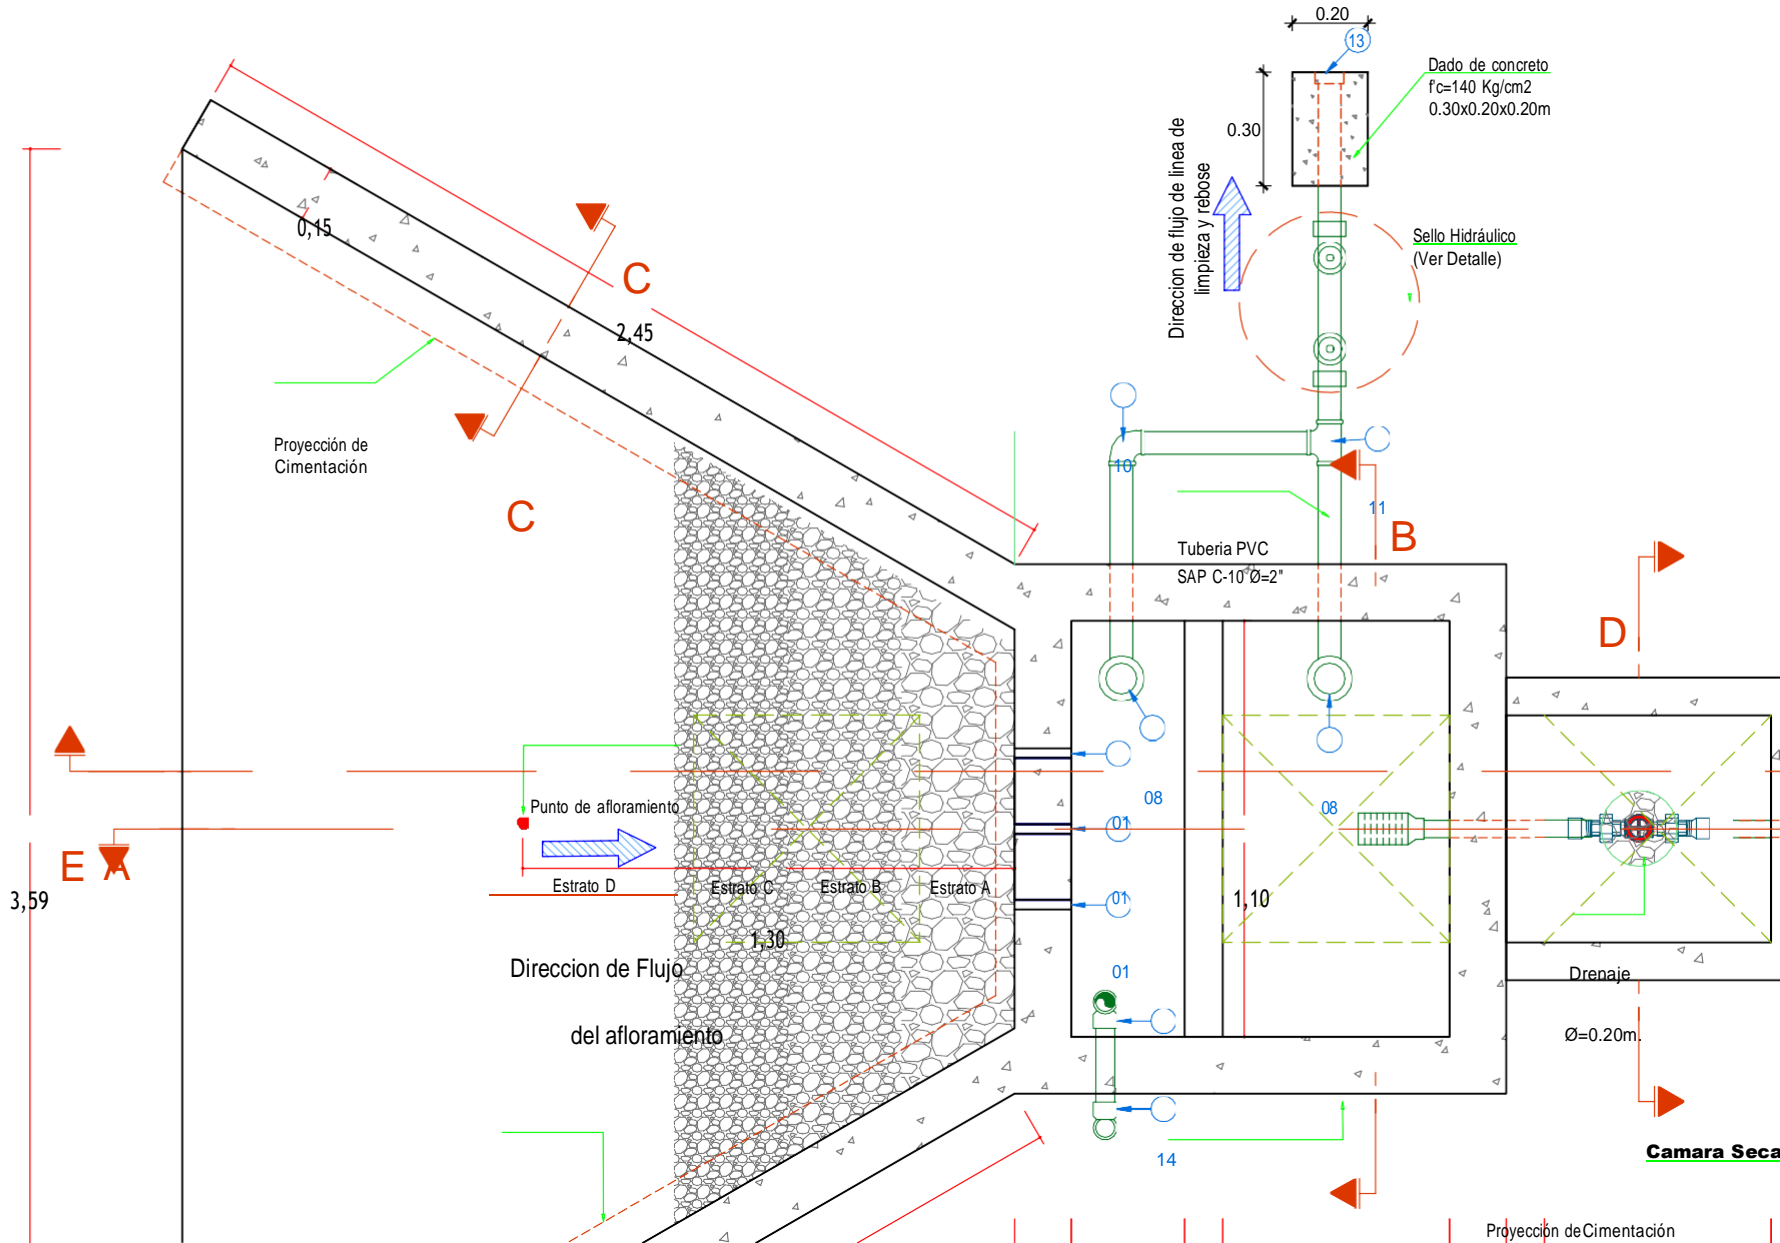 0.20
13
Dado de concreto
f'c=140 Kg/cm2
0.30x0.20x0.20m
0.30
Direccion de flujo de linea de
limpieza y rebose
Sello Hidráulico
(Ver Detalle)
0,15
C
2,45
Proyección de
Cimentación
C
10
11
B
Tuberia PVC
SAP C-10 Ø=2"
D
Punto de afloramiento
08
08
01
E
A
Estrato D
Estrato C
Estrato B
Estrato A
01
1,10
3,59
1,30
Direccion de Flujo
01
Drenaje
del afloramiento
Ø=0.20m.
14
Camara Seca
Proyección de Cimentación